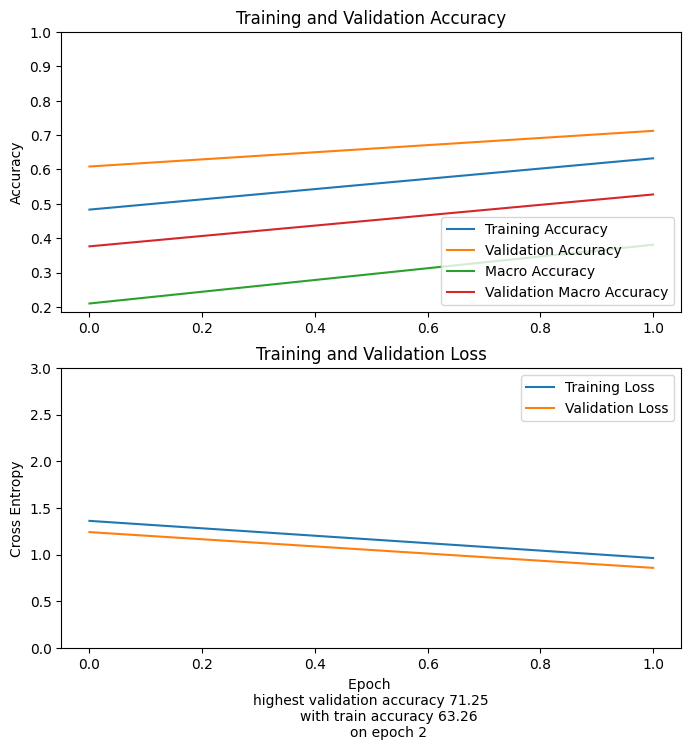 Training and Validation Accuracy
1.0
0.9
0.8
0.7
0.6
0.5
0.4
0.3
0.2
Accuracy
Training Accuracy
Validation Accuracy
Macro Accuracy
Validation Macro Accuracy
0.0 0.2 0.4 0.6 0.8 1.0
Training and Validation Loss
3.0
2.5
2.0
1.5
1.0
0.5
0.0
Cross Entropy
Training Loss
Validation Loss
0.0 0.2 0.4 0.6 0.8 1.0
Epoch
highest validation accuracy 71.25
with train accuracy 63.26
on epoch 2